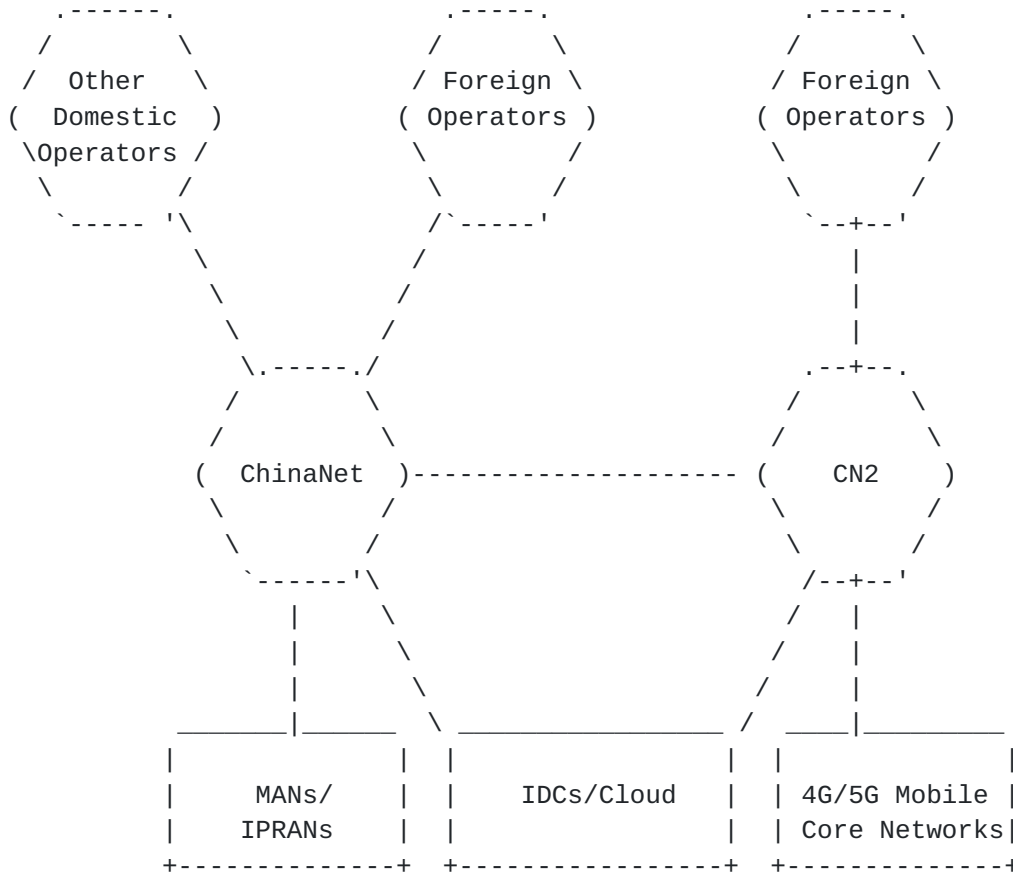 Other
Domestic
Operators
Foreign
Operators
Foreign
Operators
ChinaNet
CN2
MANs/
IPRANs
IDCs/Cloud
4G/5G Mobile
Core Networks